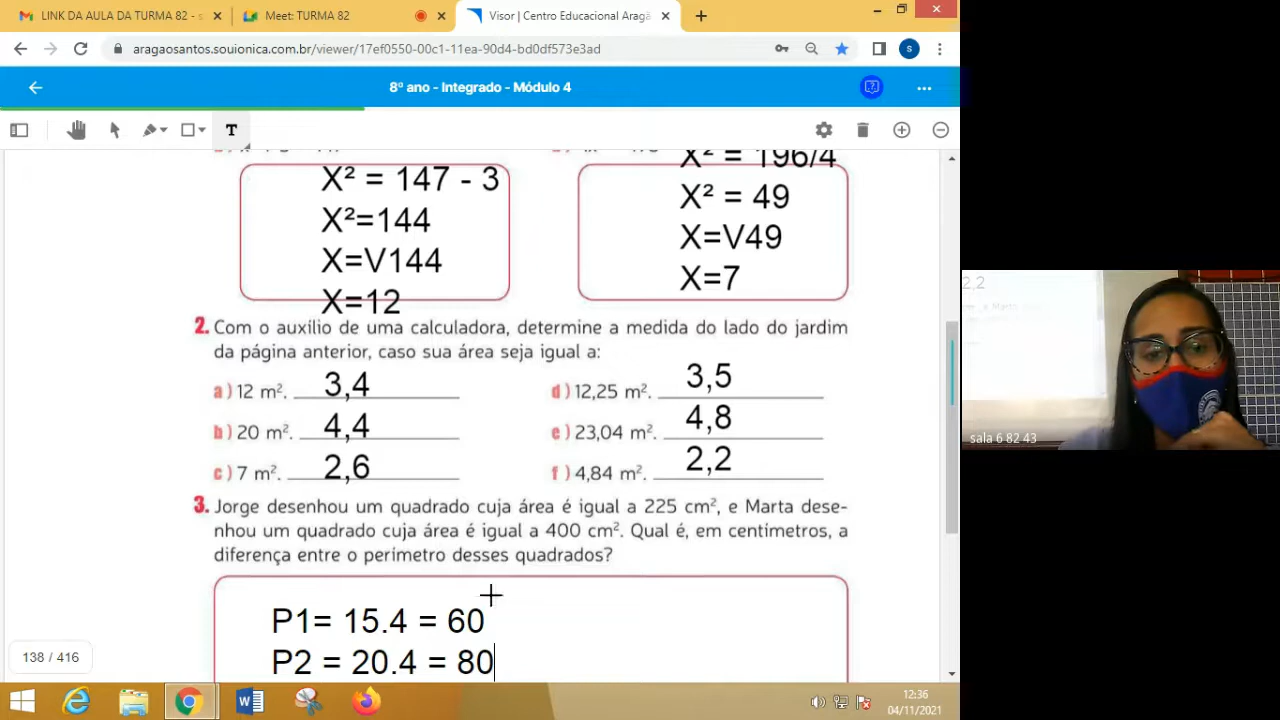 LINK DA AULA DA TURMA 82 - s
Meet: TURMA 82
Visor | Centro Educacional Aragã
aragaosantos.souionica.com.br/viewer/17ef0550-00c1-11ea-90d4-bd0df573e3ad
s
8º ano - Integrado - Módulo 4
T
X² = 147 - 3
X²=144
X=V144
X=12
X² = 196/4
X² = 49
X=V49
X=7
2. Com o auxílio de uma calculadora, determine a medida do lado do jardim
da página anterior, caso sua área seja igual a:
a) 12 m². 3,4
b) 20 m². 4,4
c) 7 m². 2,6
d) 12,25 m². 3,5
e) 23,04 m². 4,8
f) 4,84 m². 2,2
3. Jorge desenhou um quadrado cuja área é igual a 225 cm², e Marta dese-
nhou um quadrado cuja área é igual a 400 cm². Qual é, em centímetros, a
diferença entre o perímetro desses quadrados?
P1= 15.4 = 60
P2 = 20.4 = 80
138 / 416
12:36
04/11/2021
2,2
sala 6 82 43